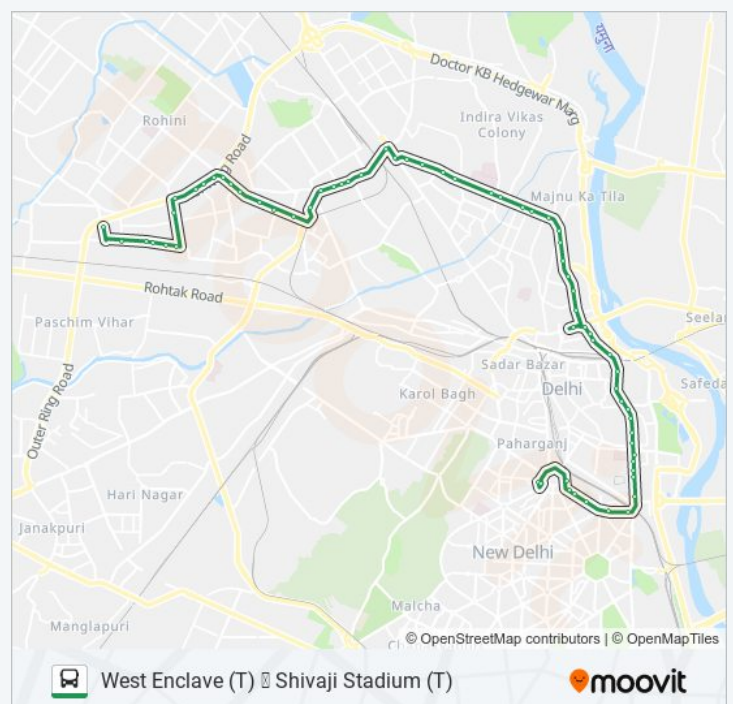 यमुना
Doctor KB Hedgewar Marg
Rohini
Indira Vikas
Colony
Ring Road
Majnu Ka Tila
Rohtak Road
Paschim Vihar
Seelam
Sadar Bazar
Karol Bagh
Delhi
Safeda
Outer Ring Road
Paharganj
Hari Nagar
Janakpuri
New Delhi
Malcha
Manglapuri
© OpenStreetMap contributors | © OpenMapTiles
West Enclave (T) Shivaji Stadium (T)
moovit